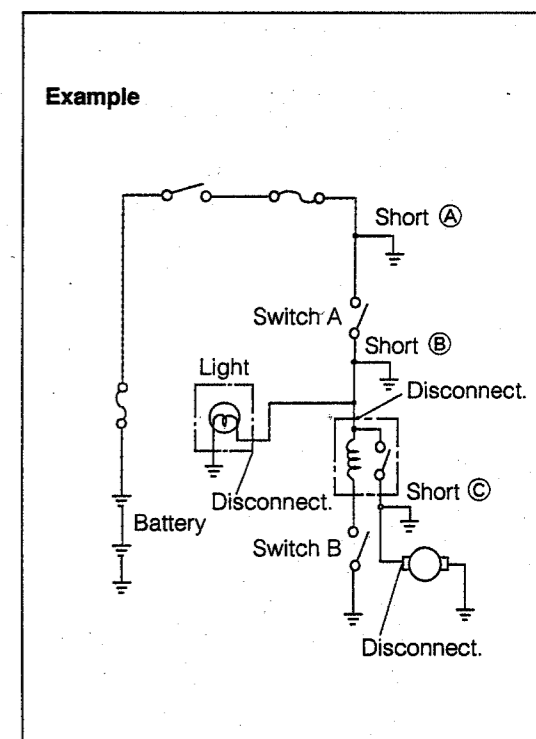 Example
Short Ⓐ
Switch A
Short Ⓑ
Light
Disconnect.
Disconnect.
Short Ⓒ
Battery
Switch B
Disconnect.